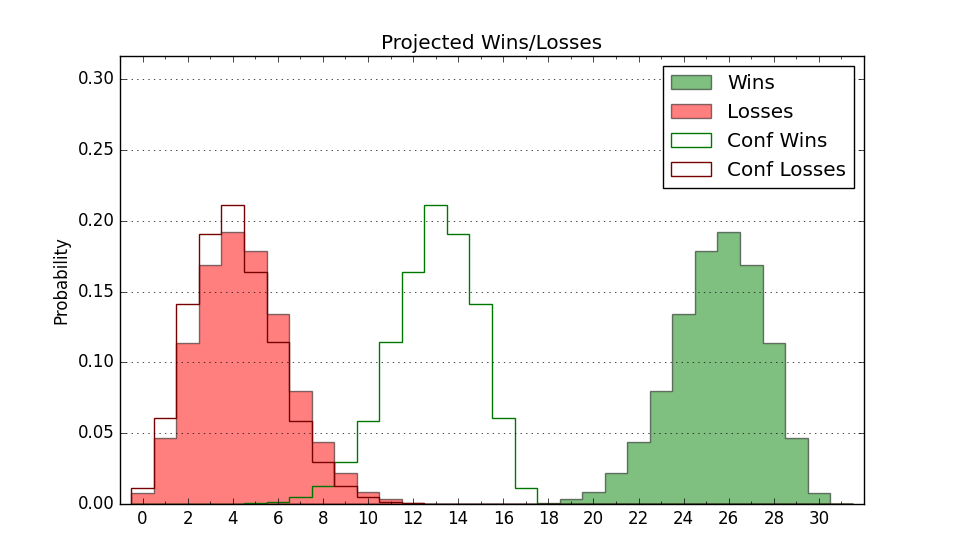 Projected Wins/Losses
0.30
0.25
0.20
0.15
0.10
0.05
0.00
Probability
Wins
Losses
Conf Wins
Conf Losses
0 2 4 6 8 10 12 14 16 18 20 22 24 26 28 30